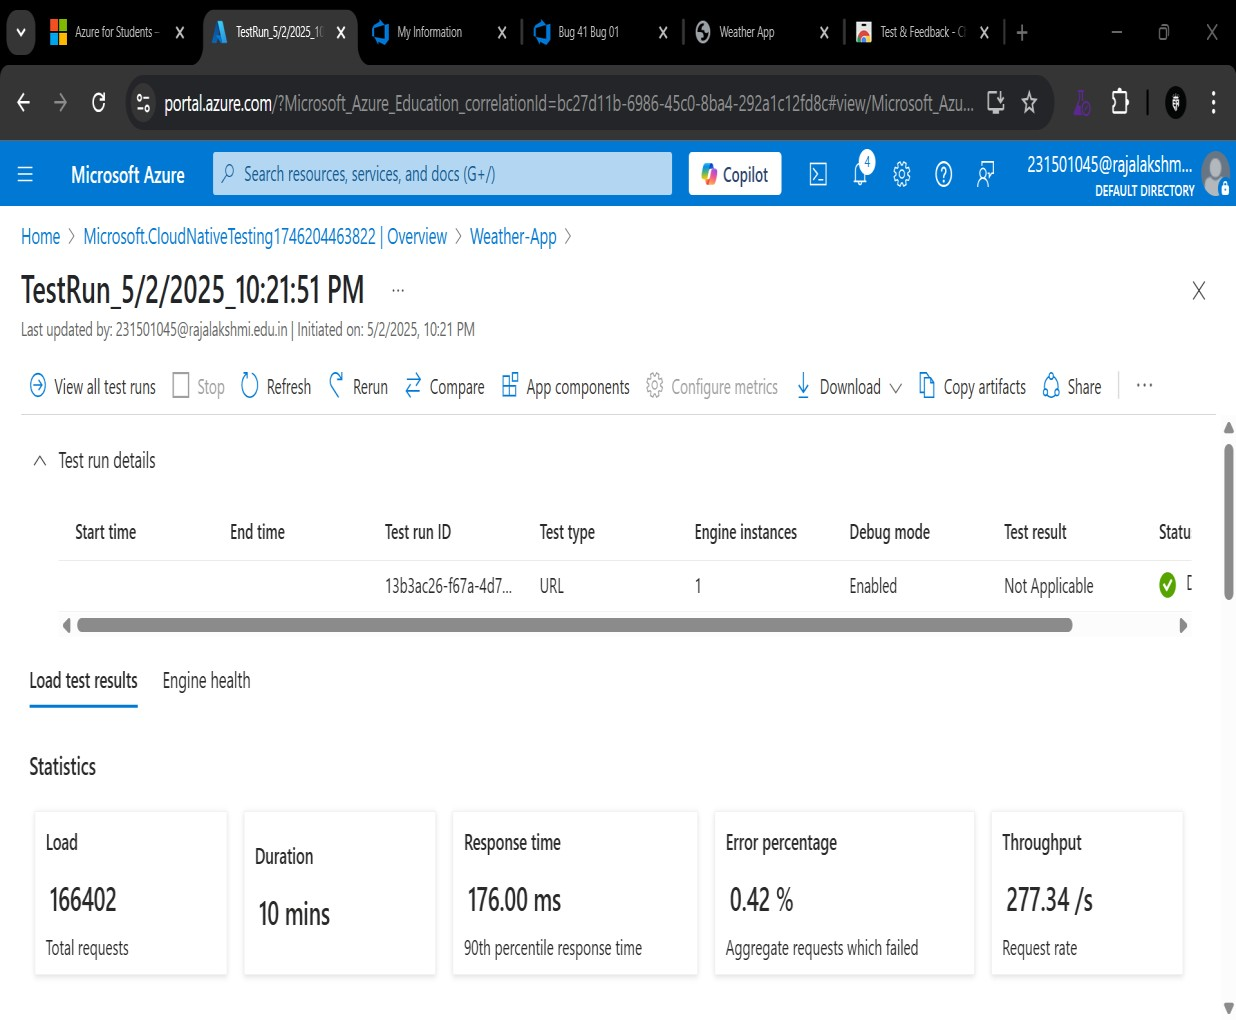 Azure for Students -
TestRun_5/2/2025_10
My Information
Bug 41 Bug 01
Weather App
Test & Feedback - C
portal.azure.com/?Microsoft_Azure_Education_correlationId=bc27d11b-6986-45c0-8ba4-292a1c12fd8c#view/Microsoft_Azu...
Microsoft Azure
Search resources, services, and docs (G+/)
Copilot
4
231501045@rajalakshm...
DEFAULT DIRECTORY
Home > Microsoft.CloudNativeTesting1746204463822 | Overview > Weather-App >
TestRun_5/2/2025_10:21:51 PM ...
Last updated by: 231501045@rajalakshmi.edu.in | Initiated on: 5/2/2025, 10:21 PM
View all test runs Stop Refresh Rerun Compare App components Configure metrics Download Copy artifacts Share ...
Test run details
Start time End time Test run ID Test type Engine instances Debug mode Test result Statu
13b3ac26-f67a-4d7... URL 1 Enabled Not Applicable
Load test results Engine health
Statistics
Load
166402
Total requests
Duration
10 mins
Response time
176.00 ms
90th percentile response time
Error percentage
0.42 %
Aggregate requests which failed
Throughput
277.34 /s
Request rate